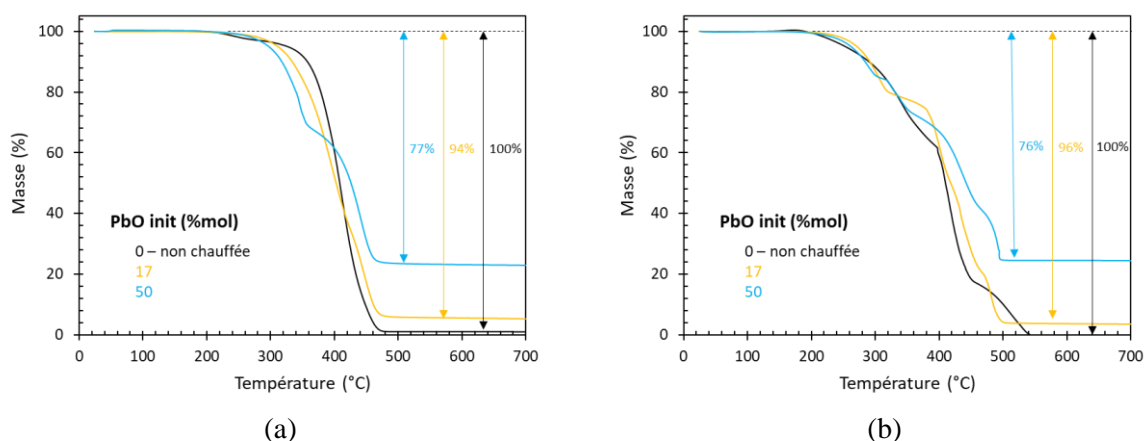 100
80
60
40
20
0
Masse (%)
77%
94%
100%
PbO init (%mol)
0 – non chauffée
17
50
0 100 200 300 400 500 600 700
Température (°C)
(a)
100
80
60
40
20
0
Masse (%)
76%
96%
100%
PbO init (%mol)
0 – non chauffée
17
50
0 100 200 300 400 500 600 700
Température (°C)
(b)